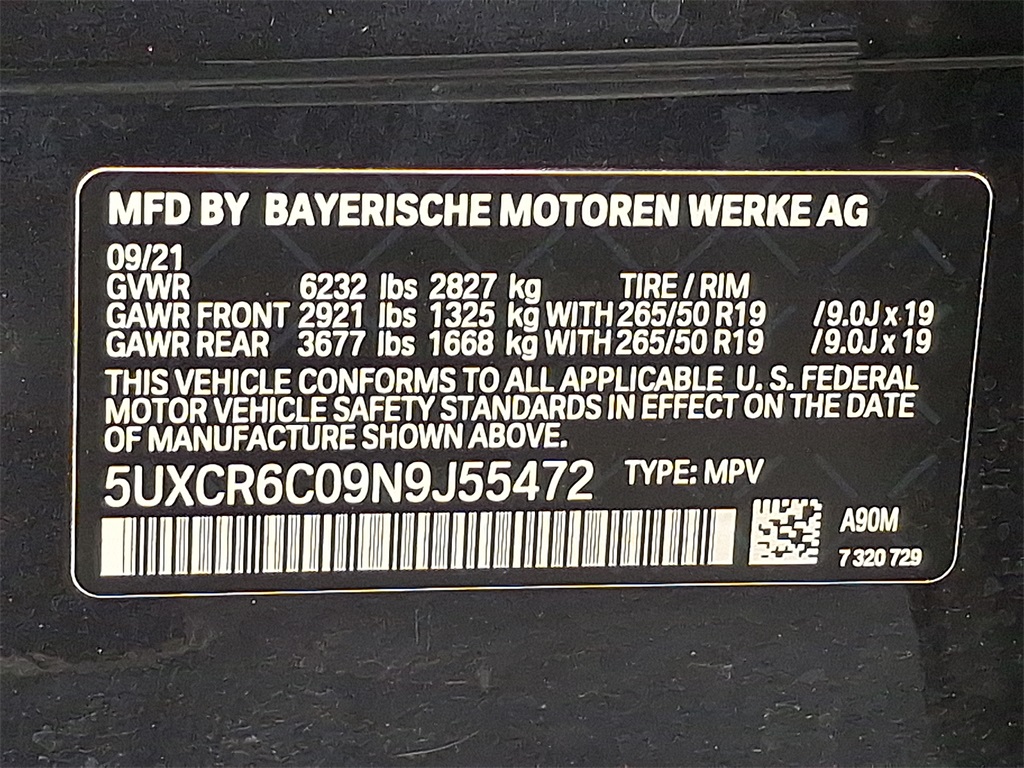 MFD BY BAYERISCHE MOTOREN WERKE AG
09/21
GVWR 6232 lbs 2827 kg TIRE / RIM
GAWR FRONT 2921 lbs 1325 kg WITH 265/50 R19 /9.0J x 19
GAWR REAR 3677 lbs 1668 kg WITH 265/50 R19 /9.0J x 19
THIS VEHICLE CONFORMS TO ALL APPLICABLE U. S. FEDERAL
MOTOR VEHICLE SAFETY STANDARDS IN EFFECT ON THE DATE
OF MANUFACTURE SHOWN ABOVE.
5UXCR6C09N9J55472 TYPE: MPV
A90M
7 320 729